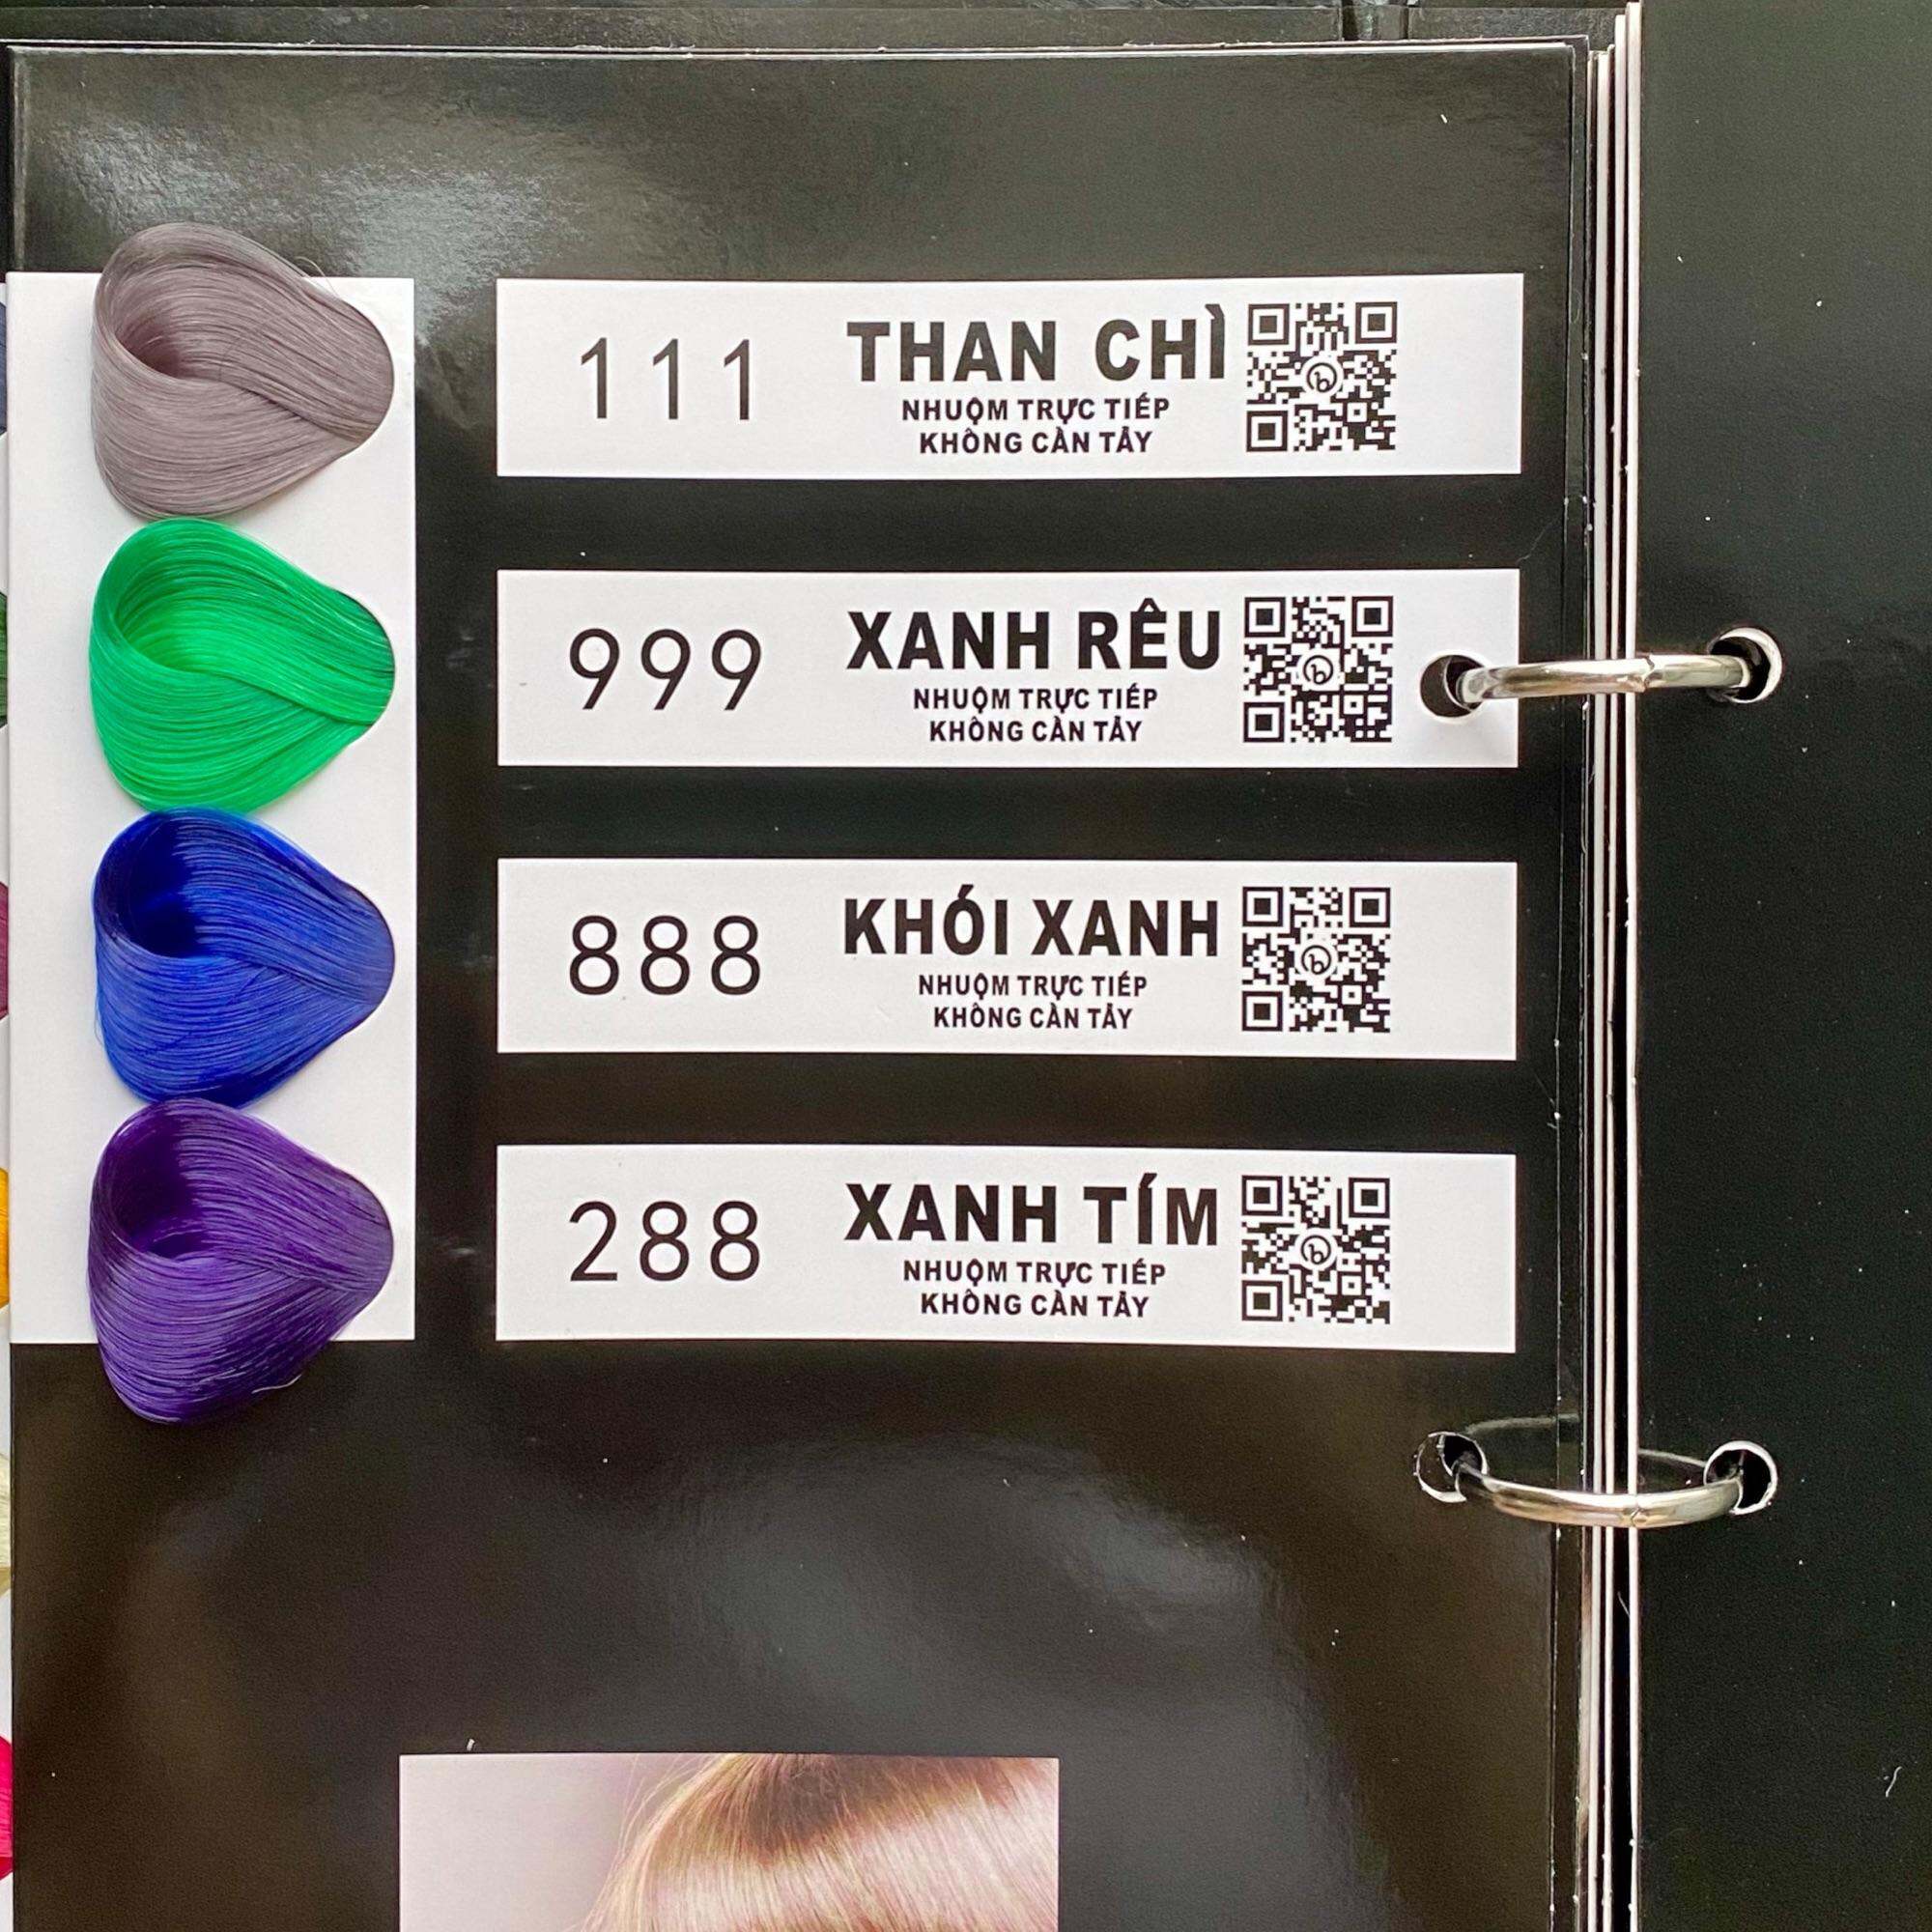 111
THAN CHÌ
NHUỘM TRỰC TIẾP
KHÔNG CẦN TẨY
999
XANH RÊU
NHUỘM TRỰC TIẾP
KHÔNG CẦN TẨY
888
KHÓI XANH
NHUỘM TRỰC TIẾP
KHÔNG CẦN TẨY
288
XANH TÍM
NHUỘM TRỰC TIẾP
KHÔNG CẦN TẨY